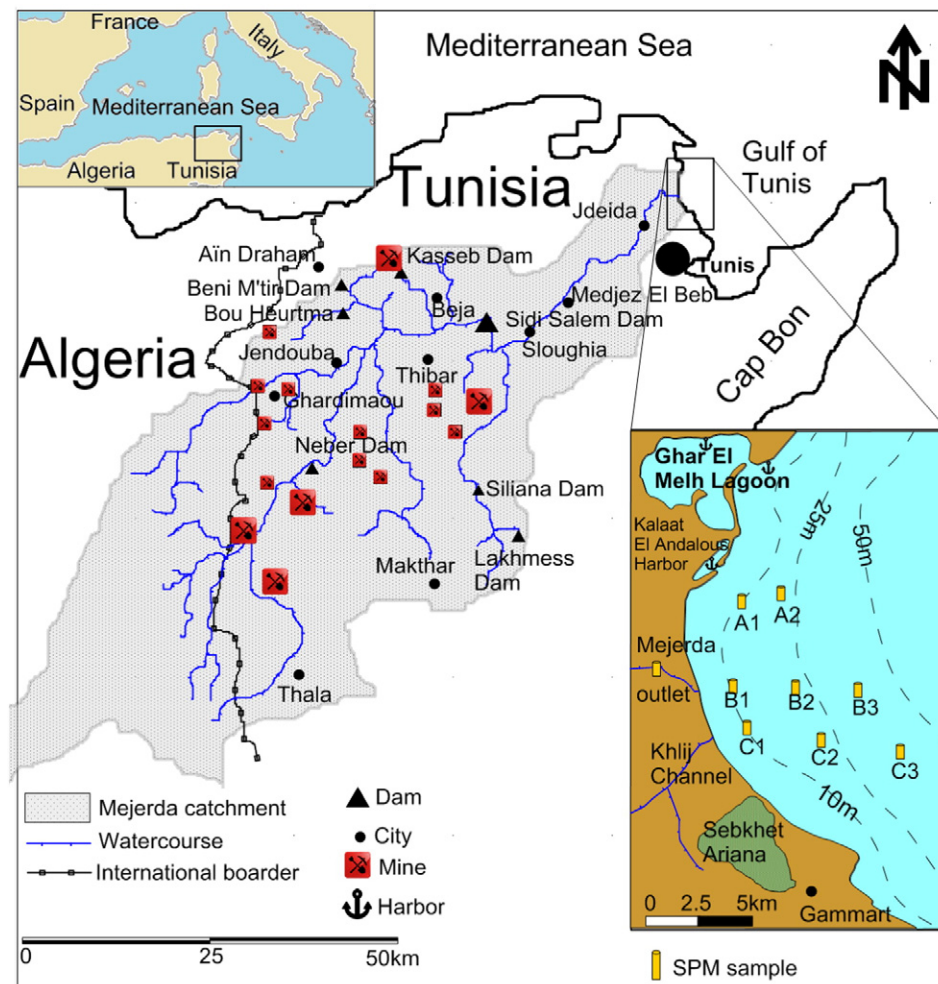 France
Italy
Spain
Mediterranean Sea
Algeria
Tunisia
Mediterranean Sea
N
Gulf of
Tunis
Tunisia
Jdeida
Aïn Draham
Kasseb Dam
Tunis
Beni M'tir Dam
Medjez El Beb
Bou Heurtma
Beja
Sidi Salem Dam
Algeria
Jendouba
Sloughia
Thibar
Cap Bon
Ghardimaou
Neber Dam
Siliana Dam
Makthar
Lakhmess
Dam
Thala
Ghar El
Melh Lagoon
25m
50m
Kalaat
El Andalous
Harbor
A1
A2
Mejerda
outlet
B1
B2
B3
C1
C2
C3
Khlij
Channel
10m
Sebkhet
Ariana
0 2.5 5km
Gammart
Mejerda catchment
Watercourse
International boarder
Dam
City
Mine
Harbor
0 25 50km
SPM sample